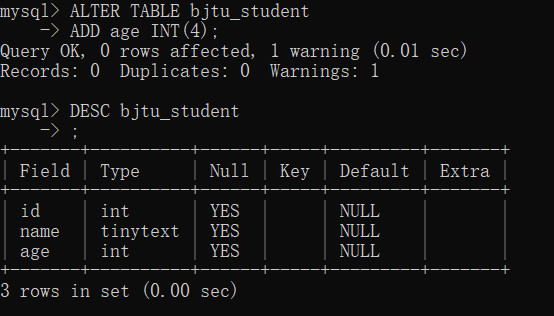 mysql> ALTER TABLE bjtu_student
    -> ADD age INT(4);
Query OK, 0 rows affected, 1 warning (0.01 sec)
Records: 0  Duplicates: 0  Warnings: 1

mysql> DESC bjtu_student
    -> ;
+-------+----------+------+-----+---------+-------+
| Field | Type     | Null | Key | Default | Extra |
+-------+----------+------+-----+---------+-------+
| id    | int      | YES  |     | NULL    |       |
| name  | tinytext | YES  |     | NULL    |       |
| age   | int      | YES  |     | NULL    |       |
+-------+----------+------+-----+---------+-------+
3 rows in set (0.00 sec)